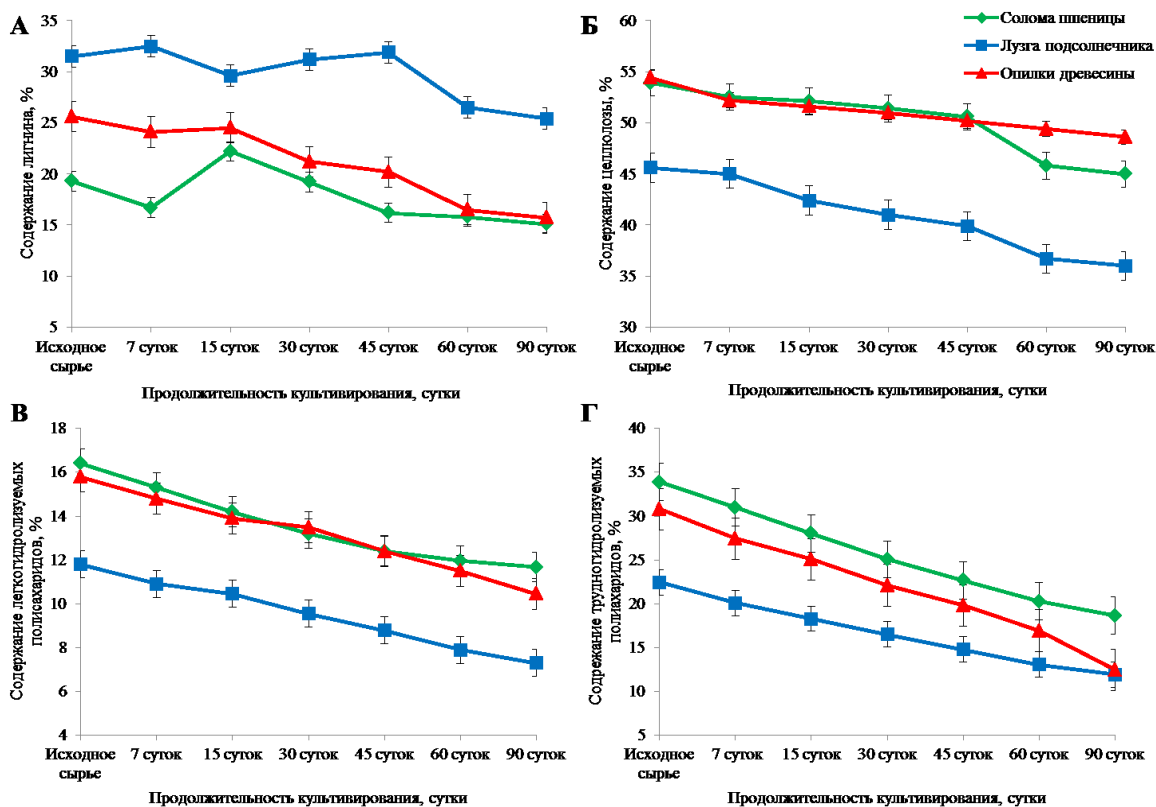 А
Содержание лигнина, %
35
30
25
20
15
10
5
Исходное сырье
7 суток
15 суток
30 суток
45 суток
60 суток
90 суток
Продолжительность культивирования, сутки
Б
Содержание целлюлозы, %
60
55
50
45
40
35
30
Солома пшеницы
Лузга подсолнечника
Опилки древесины
Исходное сырье
7 суток
15 суток
30 суток
45 суток
60 суток
90 суток
Продолжительность культивирования, сутки
В
Содержание легкогидролизуемых
полисахаридов, %
18
16
14
12
10
8
6
4
Исходное
сырье
7 суток
15 суток
30 суток
45 суток
60 суток
90 суток
Продолжительность культивирования, сутки
Г
Содрежание трудногидролизуемых
полиахаридов, %
40
35
30
25
20
15
10
5
Исходное
сырье
7 суток
15 суток
30 суток
45 суток
60 суток
90 суток
Продолжительность культивирования, сутки